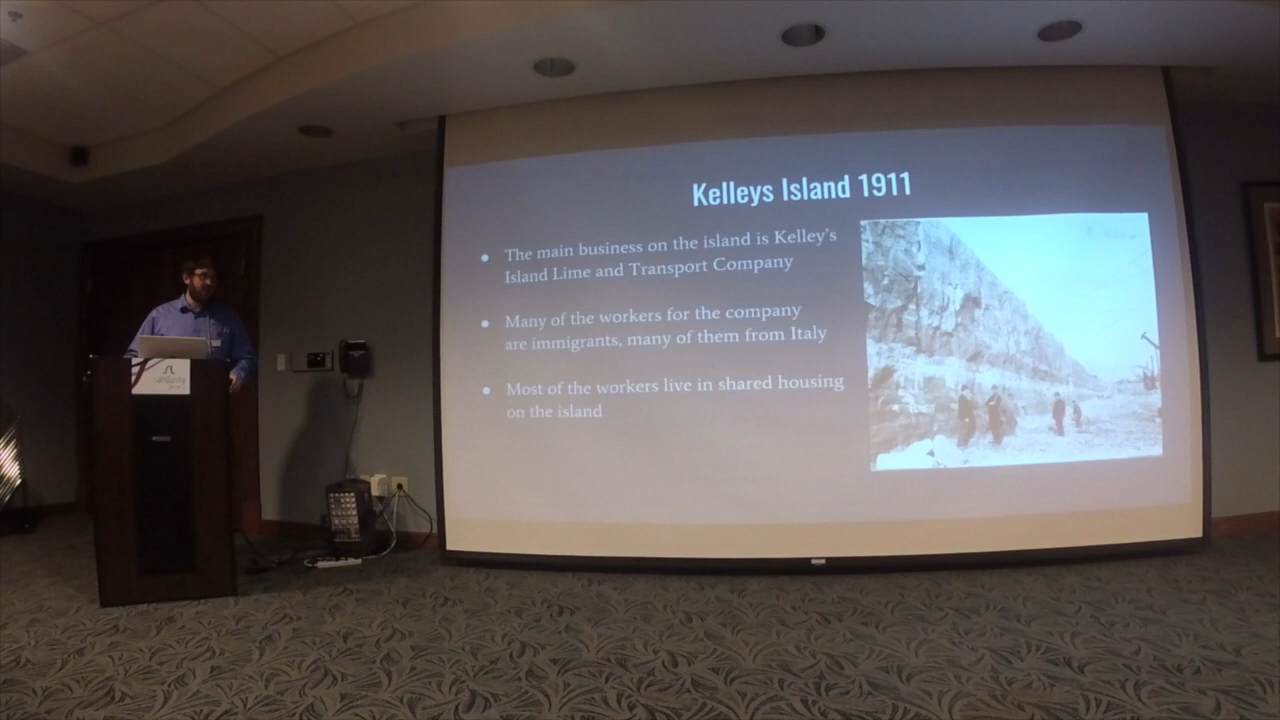 Kelleys Island 1911
The main business on the island is Kelley's
Island Lime and Transport Company
Many of the workers for the company
are immigrants, many of them from Italy
Most of the workers live in shared housing
on the island
sandusky